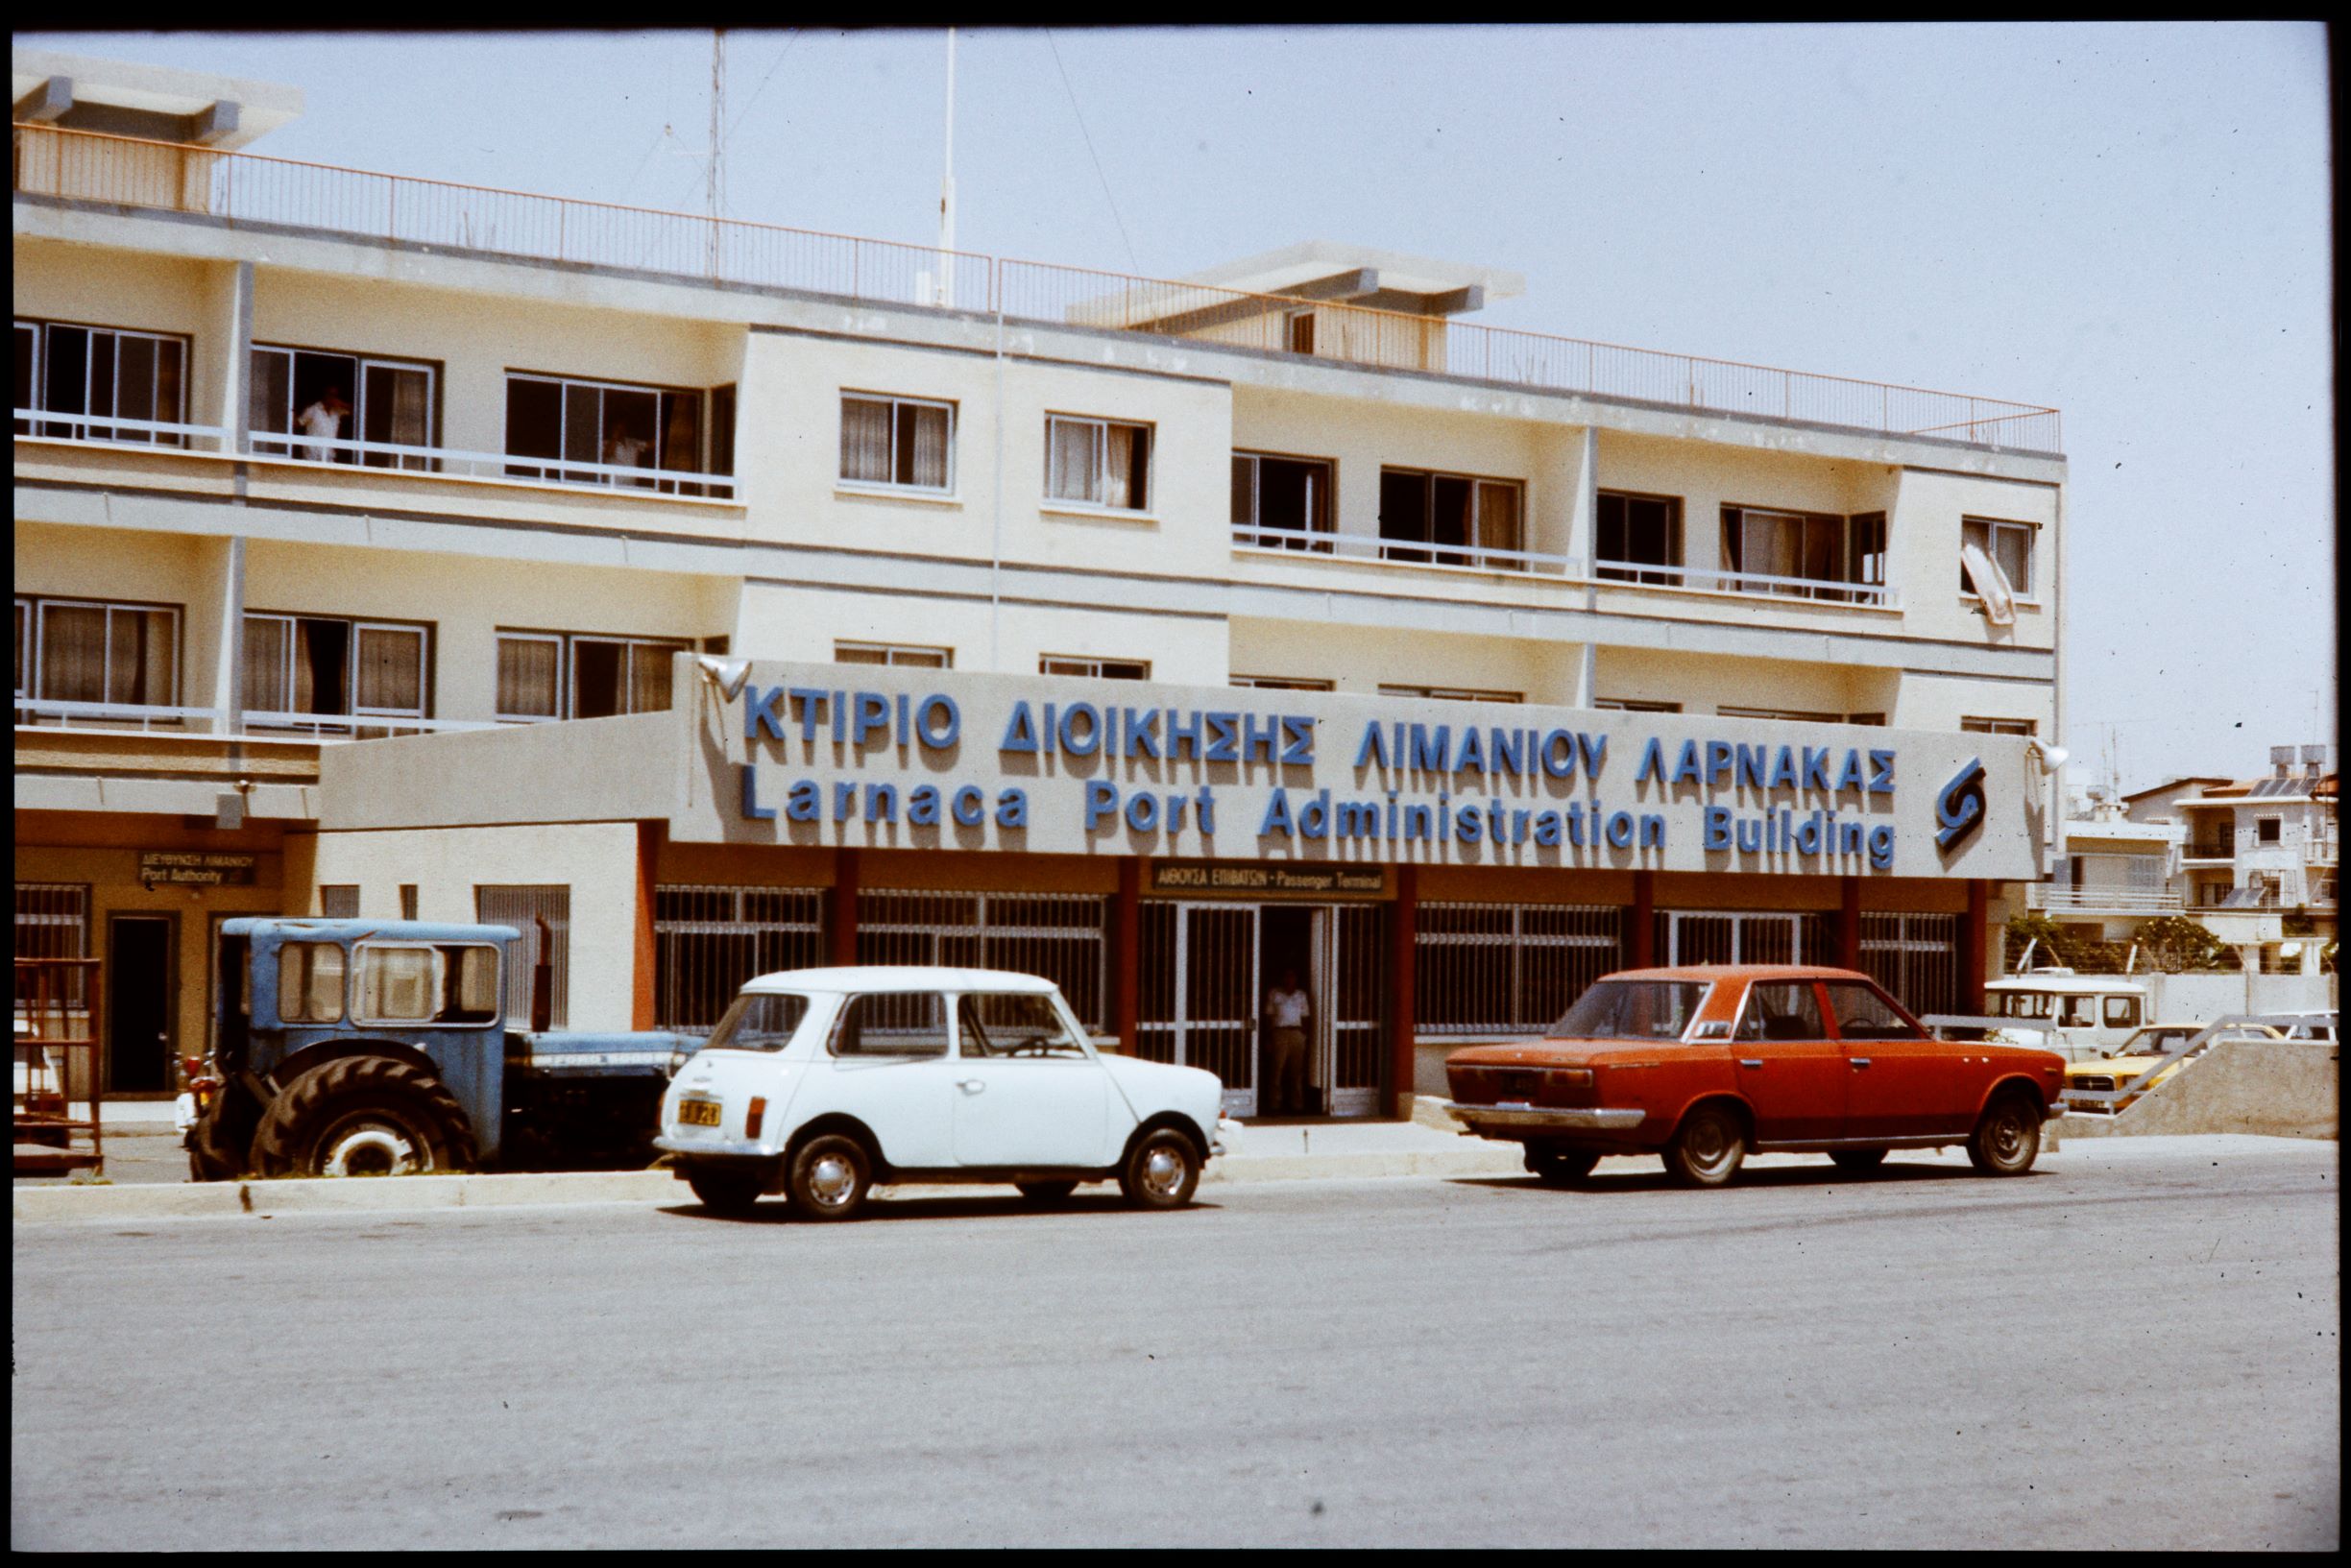 ΚΤΙΡΙΟ ΔΙΟΙΚΗΣΗΣ ΛΙΜΑΝΙΟΥ ΛΑΡΝΑΚΑΣ
Larnaca Port Administration Building
ΔΙΕΥΘΥΝΣΗ ΛΙΜΑΝΙΟΥ
Port Authority
ΑΙΘΟΥΣΑ ΕΠΙΒΑΤΩΝ - Passenger Terminal